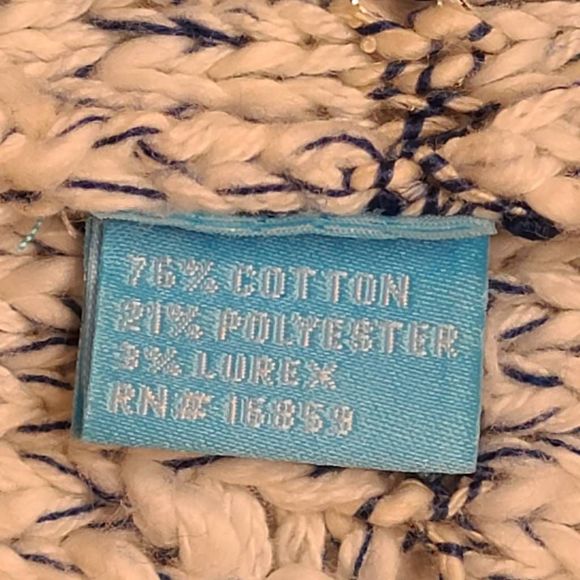 76% COTTON
21% POLYESTER
3% LUREX
RN# 16859